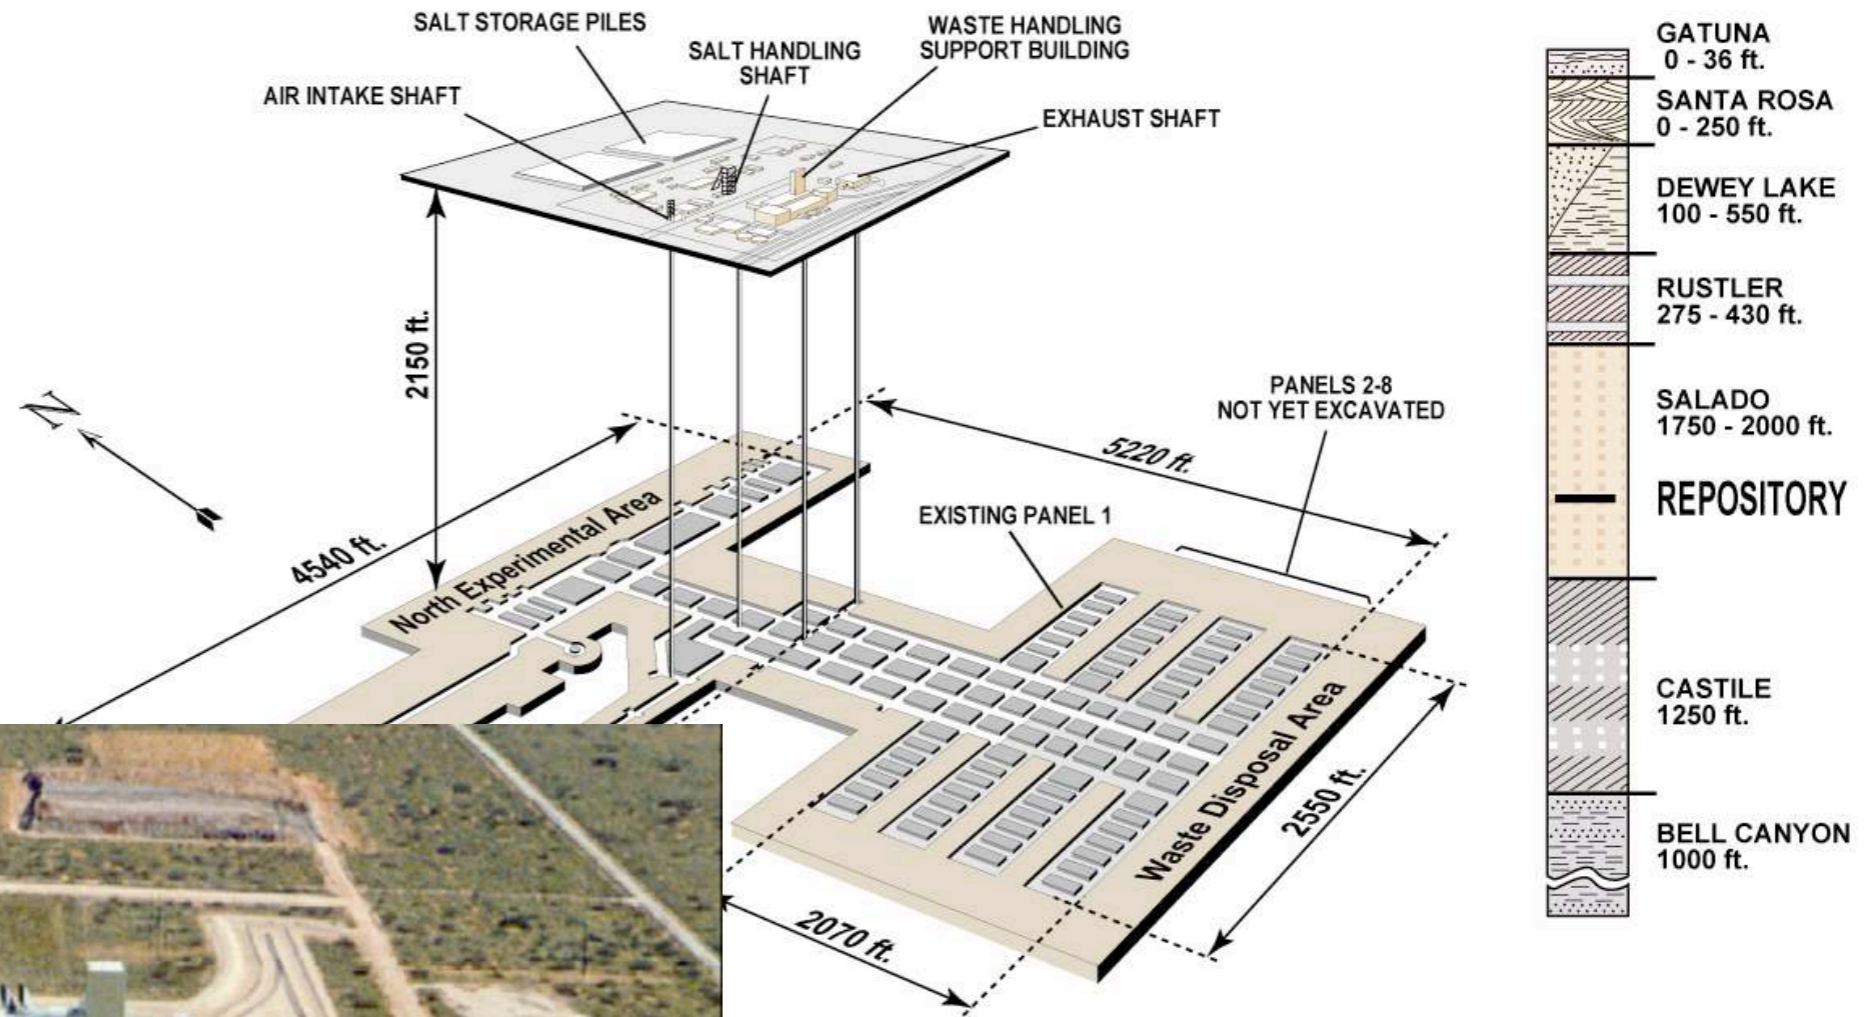 SALT STORAGE PILES
SALT HANDLING
SHAFT
WASTE HANDLING
SUPPORT BUILDING
AIR INTAKE SHAFT
EXHAUST SHAFT
2150 ft.
N
4540 ft.
North Experimental Area
5220 ft.
PANELS 2-8
NOT YET EXCAVATED
EXISTING PANEL 1
Waste Disposal Area
2550 ft.
2070 ft.
GATUNA
0 - 36 ft.
SANTA ROSA
0 - 250 ft.
DEWEY LAKE
100 - 550 ft.
RUSTLER
275 - 430 ft.
SALADO
1750 - 2000 ft.
REPOSITORY
CASTILE
1250 ft.
BELL CANYON
1000 ft.